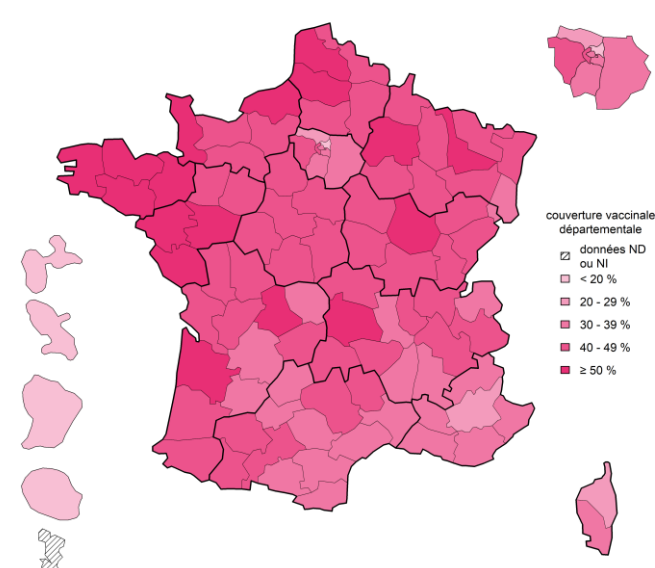 couverture vaccinale
départementale
données ND
ou NI
< 20 %
20 - 29 %
30 - 39 %
40 - 49 %
≥ 50 %